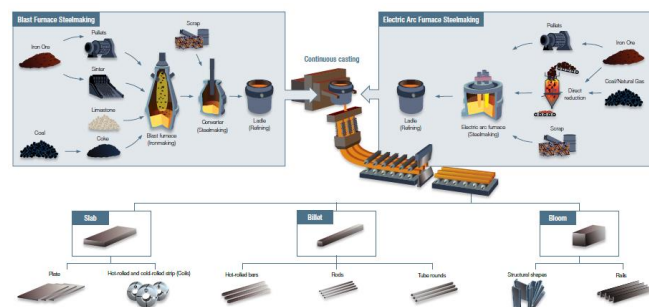 Blast Furnace Steelmaking
Electric Arc Furnace Steelmaking
Iron Ore
Pellets
Sinter
Limestone
Coal
Coke
Blast furnace
(Ironmaking)
Scrap
Converter
(Steelmaking)
Ladle
(Refining)
Continuous casting
Ladle
(Refining)
Electric arc furnace
(Steelmaking)
Pellets
Iron Ore
Coal/Natural Gas
Direct
reduction
Scrap
Slab
Billut
Bloom
Plate
Hot-rolled and cold-rolled strip (Coils)
Hot-rolled bars
Rods
Tube rounds
Structural shapes
Rails